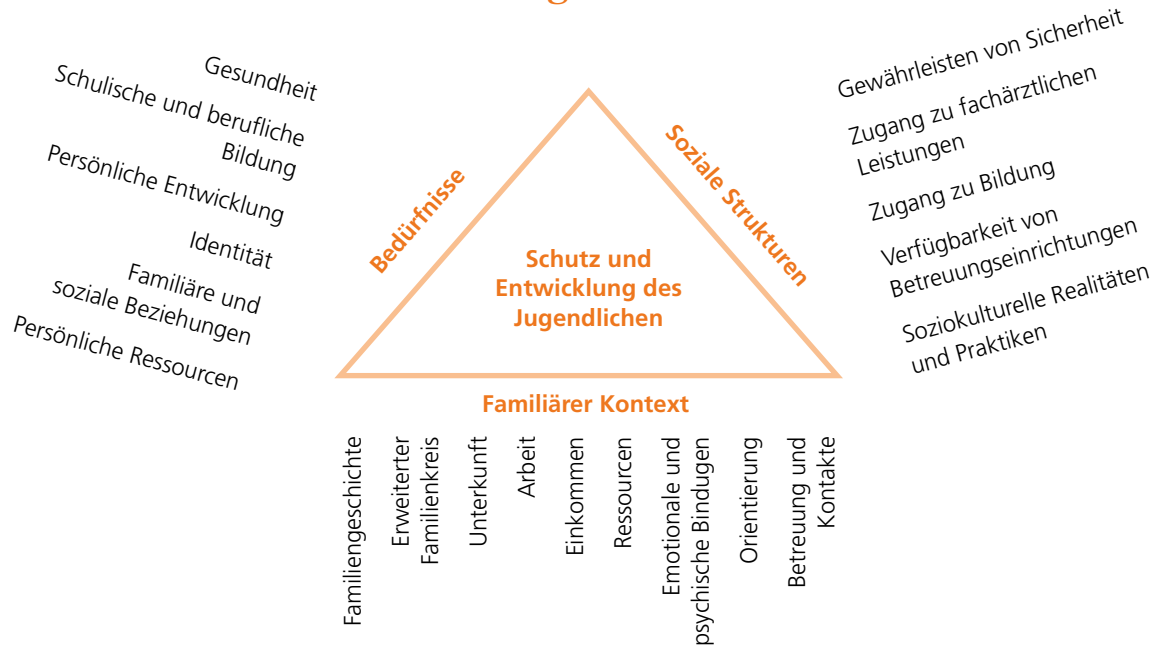 Gesundheit
Schulische und berufliche
Bildung
Persönliche Entwicklung
Identität
Familiäre und
soziale Beziehungen
Persönliche Ressourcen
Bedürfnisse
Soziale Strukturen
Schutz und
Entwicklung des
Jugendlichen
Gewährleisten von Sicherheit
Zugang zu fachärztlichen
Leistungen
Zugang zu Bildung
Verfügbarkeit von
Betreuungseinrichtungen
Soziokulturelle Realitäten
und Praktiken
Familiärer Kontext
Familiengeschichte
Erweiterter
Familienkreis
Unterkunft
Arbeit
Einkommen
Ressourcen
Emotionale und
psychische Bindugen
Orientierung
Betreuung und
Kontakte